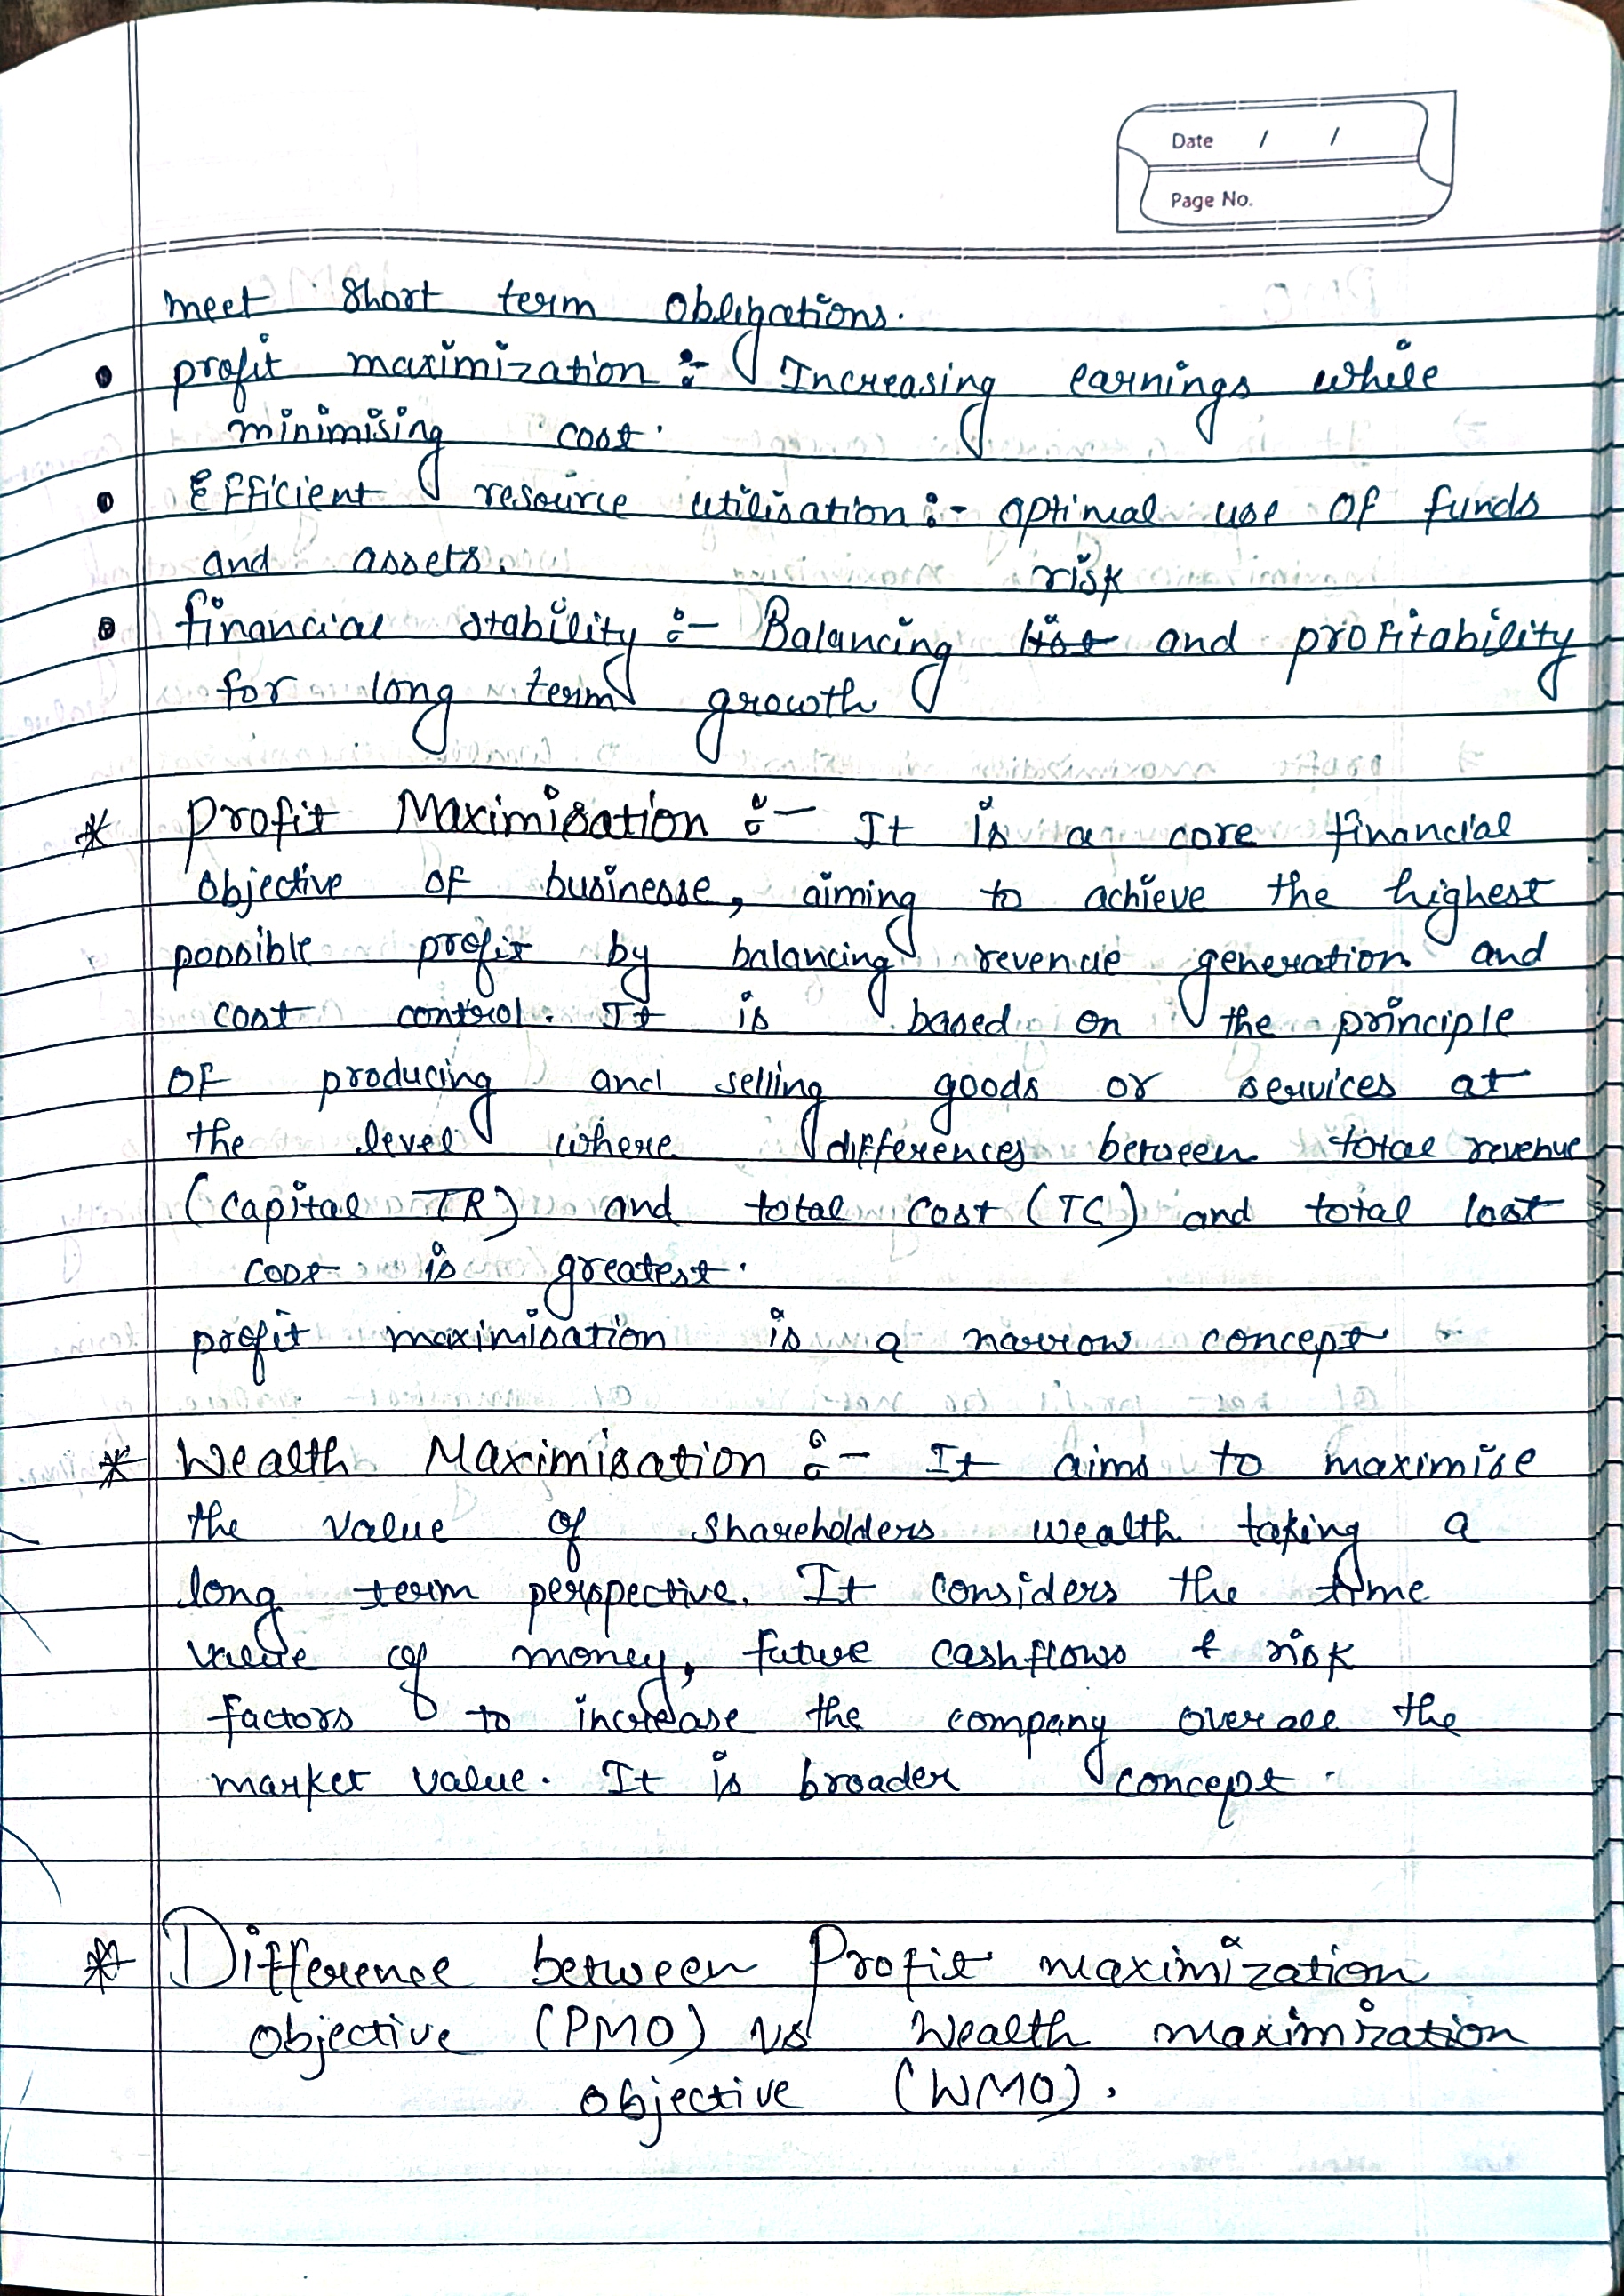 Date / /
Page No.
meet short term obligations.
• profit maximization :- Increasing earnings while
minimising cost.
• Efficient resource utilisation :- optimal use of funds
and assets.
risk
• financial stability :- Balancing and profitability
for long term growth
* Profit Maximisation :- It is a core financial
objective of businesse, aiming to achieve the highest
possible profit by balancing revenue generation and
cost control. It is based on the principle
of producing and selling goods or services at
the level where differences between total revenue
(capital TR) and total cost (TC) and total lost
cost is greatest.
profit maximisation is a narrow concept
* Wealth Maximisation :- It aims to maximise
the value of shareholders wealth taking a
long term perspective. It considers the time
value of money, future cashflows & risk
factors to increase the company overall the
market value. It is broader concept.
* Difference between Profit maximization
objective (PMO) vs Wealth maximization
objective (WMO).